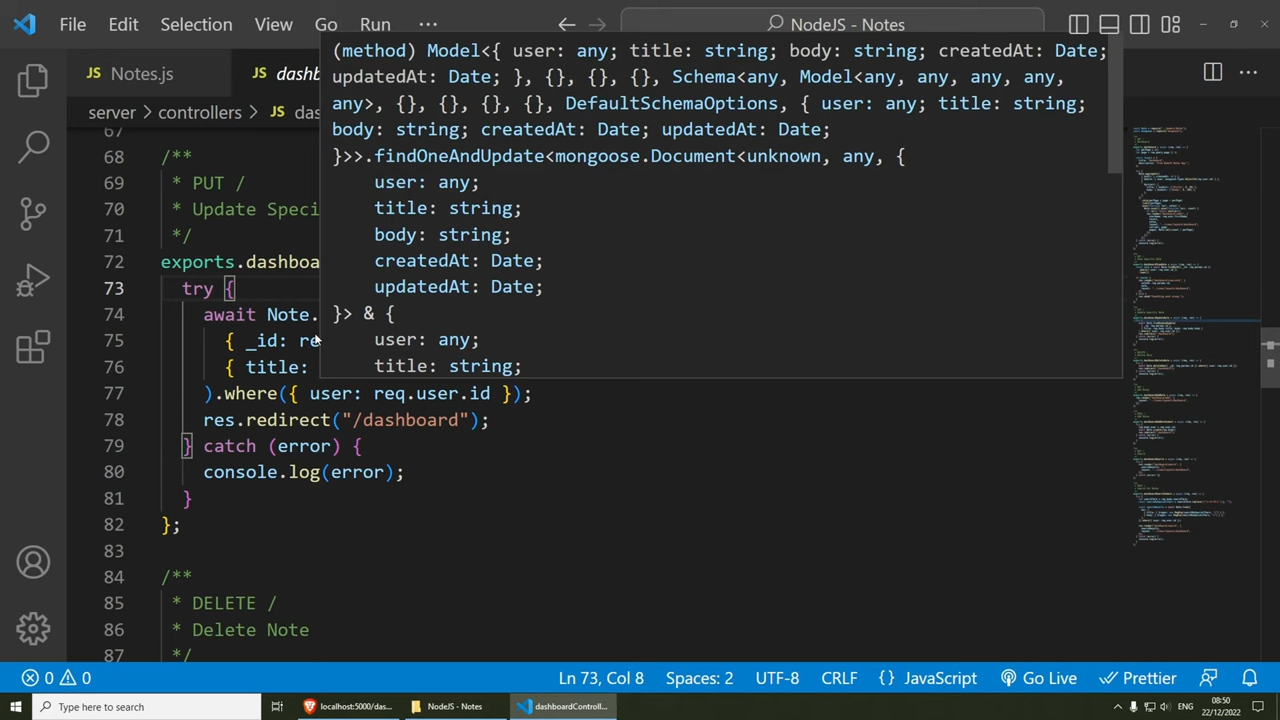 File Edit Selection View Go Run ··· NodeJS - Notes
JS Notes.js JS dashb
server > controllers > JS das
(method) Model<{ user: any; title: string; body: string; createdAt: Date;
updatedAt: Date; }, {}, {}, {}, Schema<any, Model<any, any, any, any,
any>, {}, {}, {}, {}, DefaultSchemaOptions, { user: any; title: string;
body: string; createdAt: Date; updatedAt: Date;
}>>.findOneAndUpdate<mongoose.Document<unknown, any, {
user: any;
title: string;
body: string;
createdAt: Date;
updatedAt: Date;
}> & {
user: any;
title: string;
67
68 /**
69 * PUT /
70 * Update Speci
71 */
72 exports.dashboa
73 try {
74 await Note.
75 { _id: re
76 { title:
77 ).where({ user: req.user.id });
78 res.redirect("/dashboard");
79 } catch (error) {
80 console.log(error);
81 }
82 };
83
84 /**
85 * DELETE /
86 * Delete Note
87 */
0 0 Ln 73, Col 8 Spaces: 2 UTF-8 CRLF {} JavaScript Go Live Prettier
Type here to search localhost:5000/das... NodeJS - Notes dashboardControll... 08:50
22/12/2022